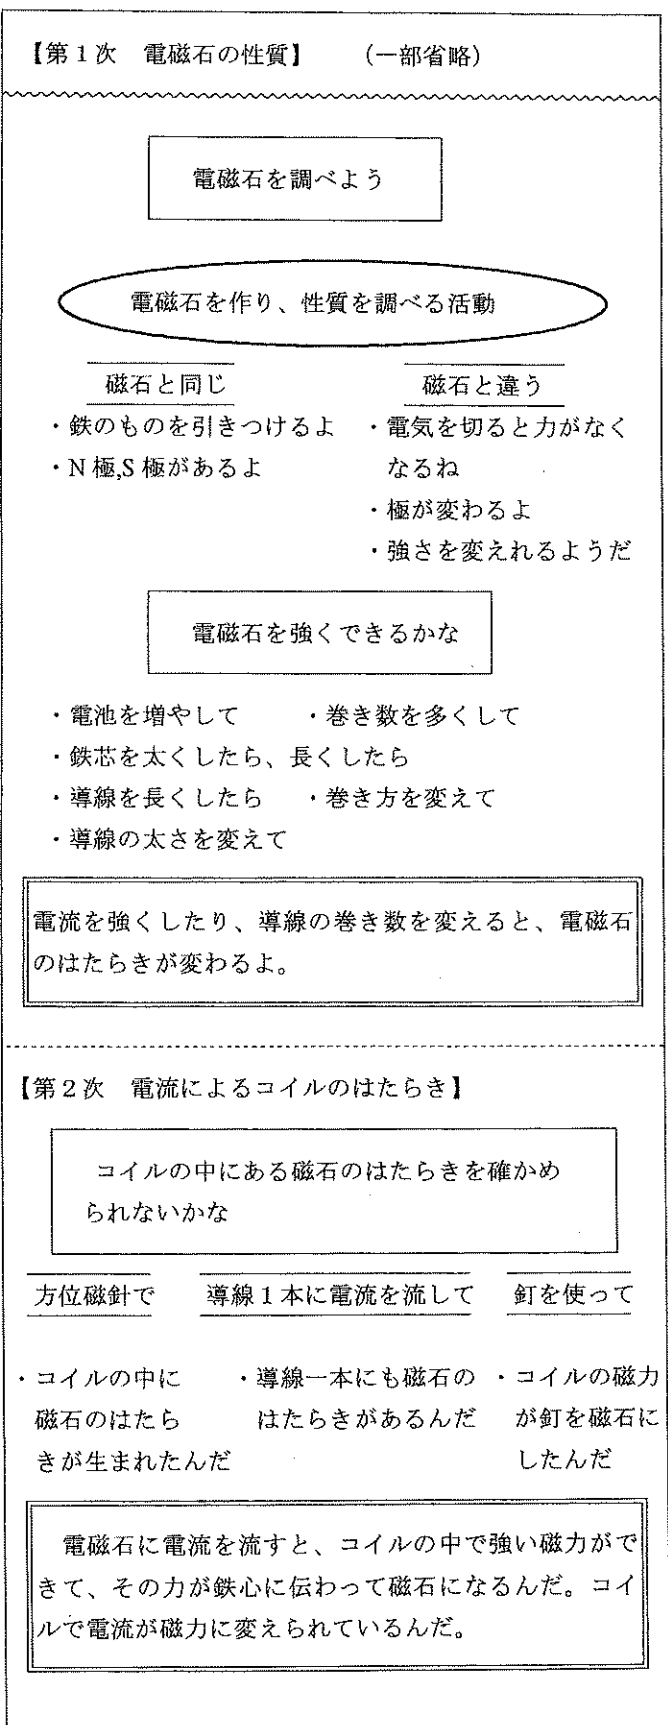 【第1次　電磁石の性質】　（一部省略）
電磁石を調べよう
電磁石を作り、性質を調べる活動
磁石と同じ
・鉄のものを引きつけるよ
・N極,S極があるよ
磁石と違う
・電気を切ると力がなく
なるね
・極が変わるよ
・強さを変えれるようだ
電磁石を強くできるかな
・電池を増やして　・巻き数を多くして
・鉄芯を太くしたら、長くしたら
・導線を長くしたら　・巻き方を変えて
・導線の太さを変えて
電流を強くしたり、導線の巻き数を変えると、電磁石
のはたらきが変わるよ。
【第2次　電流によるコイルのはたらき】
コイルの中にある磁石のはたらきを確かめ
られないかな
方位磁針で
・コイルの中に
磁石のはたら
きが生まれたんだ
導線1本に電流を流して
・導線一本にも磁石の
はたらきがあるんだ
釘を使って
・コイルの磁力
が釘を磁石に
したんだ
電磁石に電流を流すと、コイルの中で強い磁力がで
きて、その力が鉄心に伝わって磁石になるんだ。コイ
ルで電流が磁力に変えられているんだ。